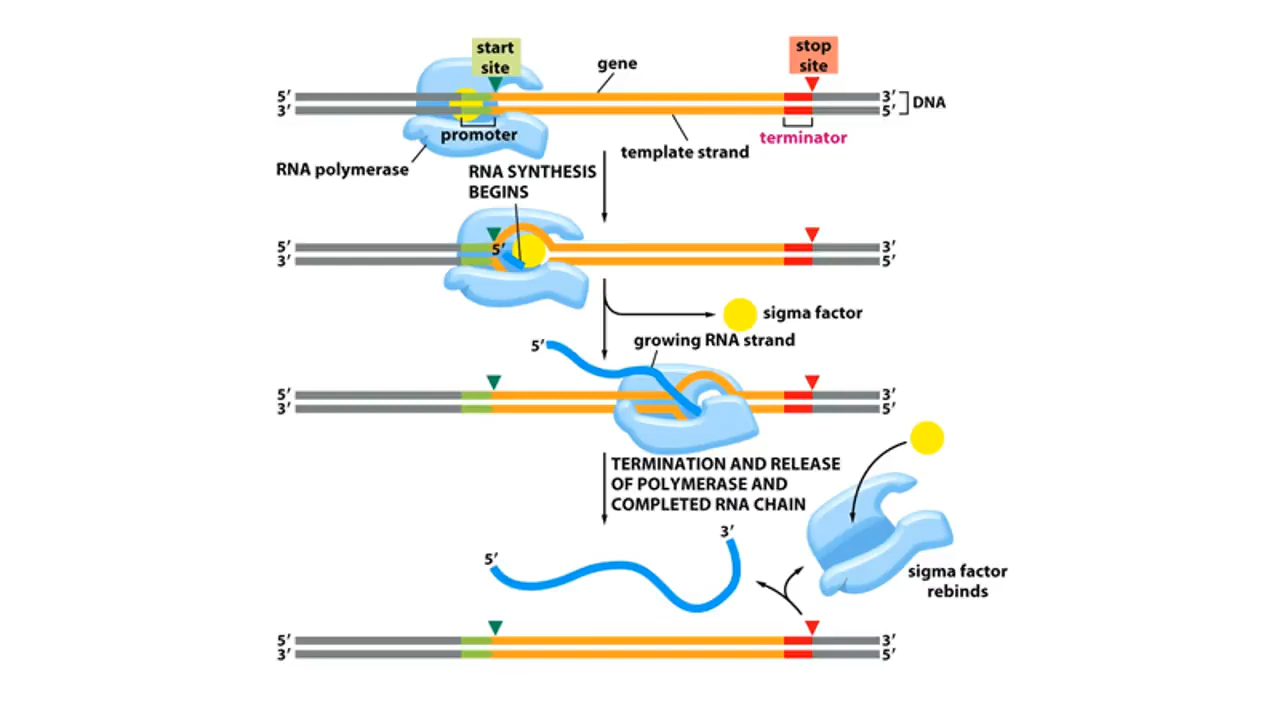 start
site
stop
site
gene
5′
3′
3′
5′
DNA
promoter
terminator
template strand
RNA polymerase
RNA SYNTHESIS
BEGINS
5′
3′
5′
3′
5′
sigma factor
growing RNA strand
5′
5′
3′
3′
5′
TERMINATION AND RELEASE
OF POLYMERASE AND
COMPLETED RNA CHAIN
3′
5′
sigma factor
rebinds
5′
3′
3′
5′